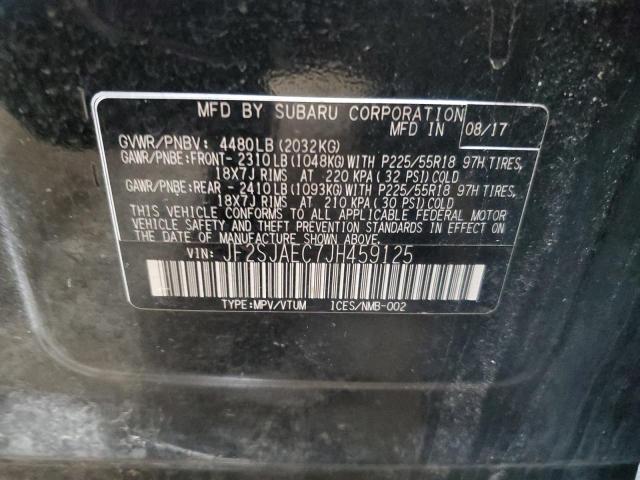 MFD BY SUBARU CORPORATION
MFD IN 08/17
GVWR/PNBV: 4480LB(2032KG)
GAWR/PNBE:FRONT- 2310LB(1048KG)WITH P225/55R18 97H TIRES,
18X7J RIMS AT 220 KPA(32 PSI)COLD
GAWR/PNBE:REAR - 2410LB(1093KG)WITH P225/55R18 97H TIRES,
18X7J RIMS AT 210 KPA(30 PSI)COLD
THIS VEHICLE CONFORMS TO ALL APPLICABLE FEDERAL MOTOR
VEHICLE SAFETY AND BUMPER STANDARDS IN EFFECT ON
THE DATE OF MANUFACTURE SHOWN ABOVE.
VIN: JF2SJAEC7JH459125
TYPE:MPV/VTUM ICES/NMB-002